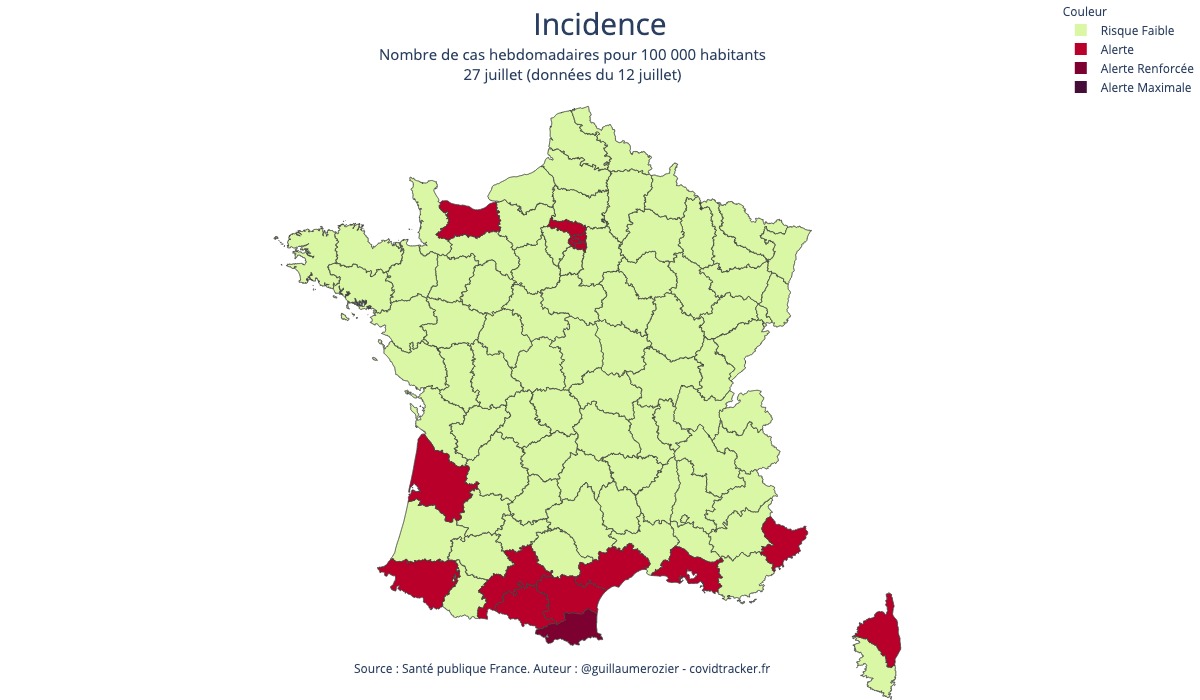 Incidence
Nombre de cas hebdomadaires pour 100 000 habitants
27 juillet (données du 12 juillet)
Couleur
Risque Faible
Alerte
Alerte Renforcée
Alerte Maximale
Source : Santé publique France. Auteur : @guillaumerozier - covidtracker.fr